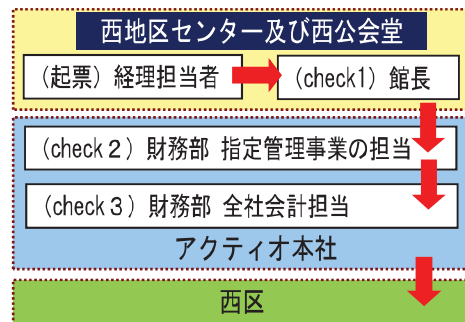 西地区センター及び西公会堂
（起票）経理担当者
（check1）館長
（check２）財務部 指定管理事業の担当
（check３）財務部 全社会計担当
アクティオ本社
西区